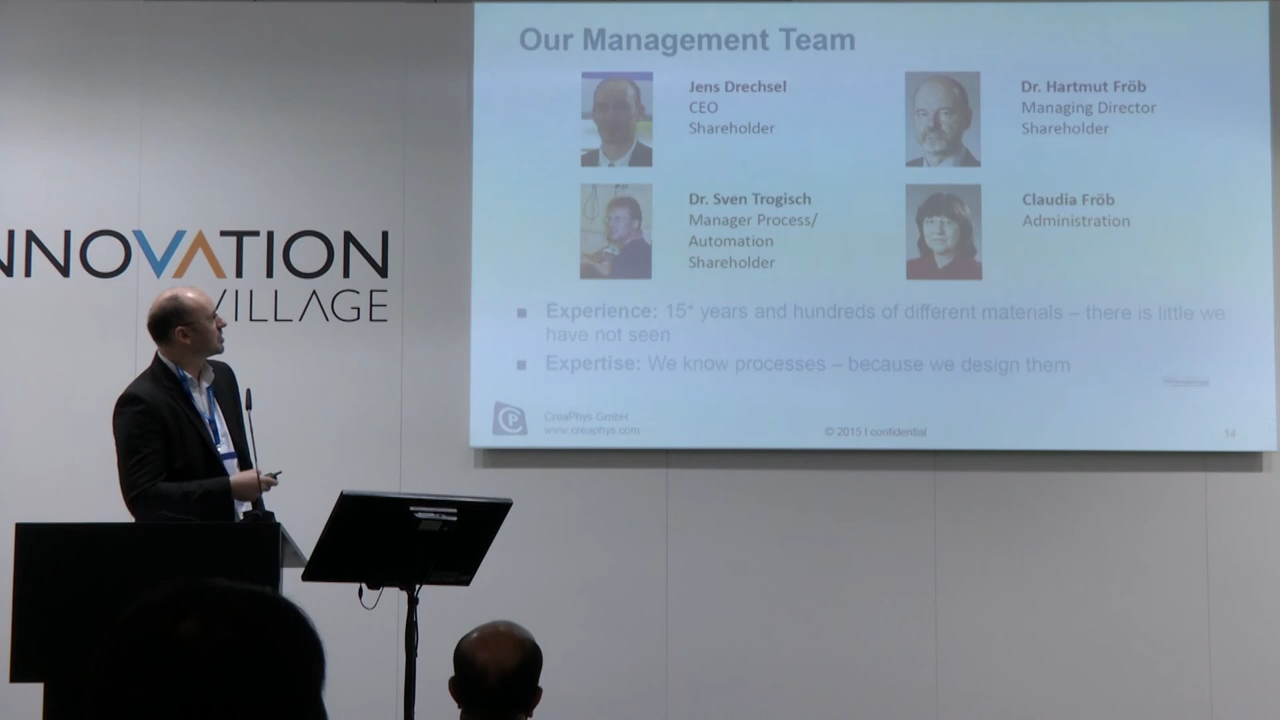 Our Management Team
Jens Drechsel
CEO
Shareholder
Dr. Hartmut Fröb
Managing Director
Shareholder
Dr. Sven Trogisch
Manager Process/
Automation
Shareholder
Claudia Fröb
Administration
▪ Experience: 15+ years and hundreds of different materials – there is little we
have not seen
▪ Expertise: We know processes – because we design them
CP
CreaPhys GmbH
www.creaphys.com
© 2015 I confidential
14
NNOVATION
VILLAGE